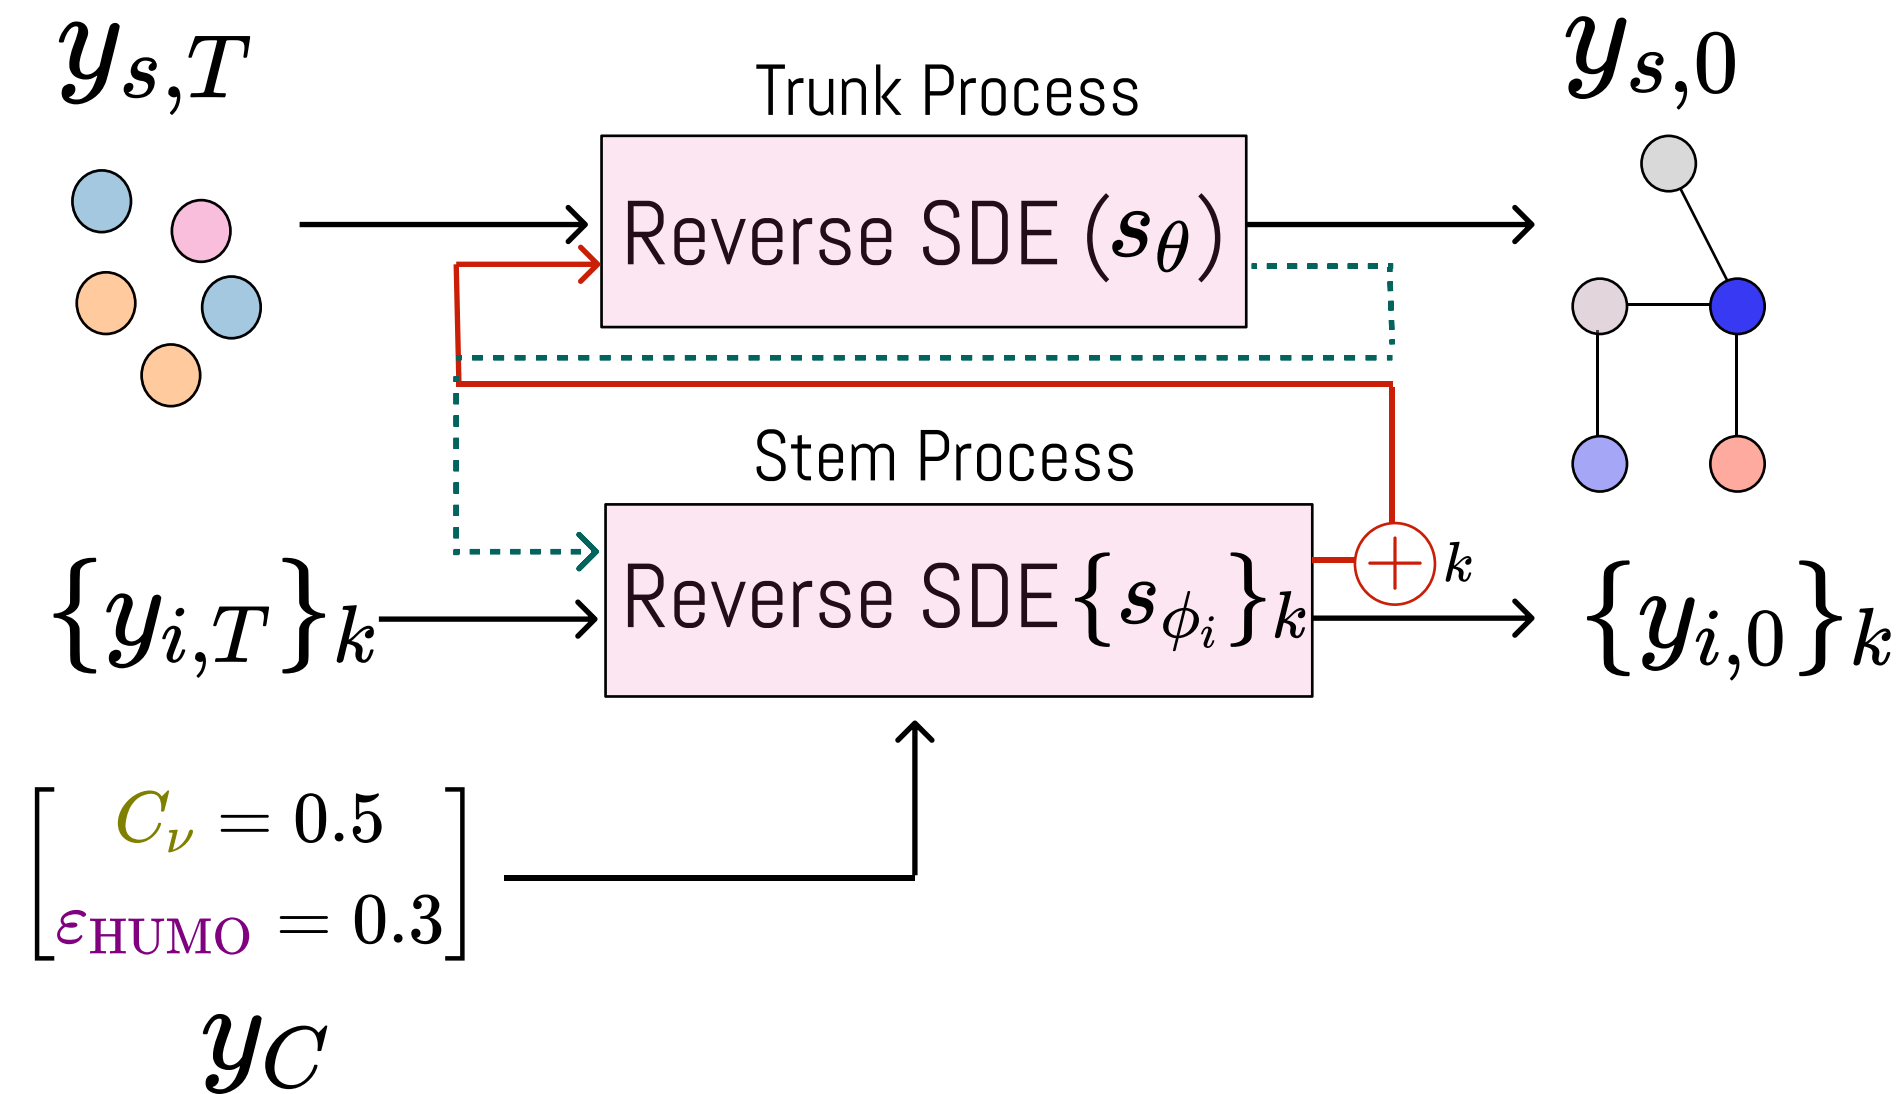 y_{s,T}
y_{s,0}
Trunk Process
Reverse SDE (s_θ)
Stem Process
{y_{i,T}}_k
Reverse SDE {s_{ϕ_i}}_k
k
{y_{i,0}}_k
C_ν = 0.5
ε_HUMO = 0.3
y_C